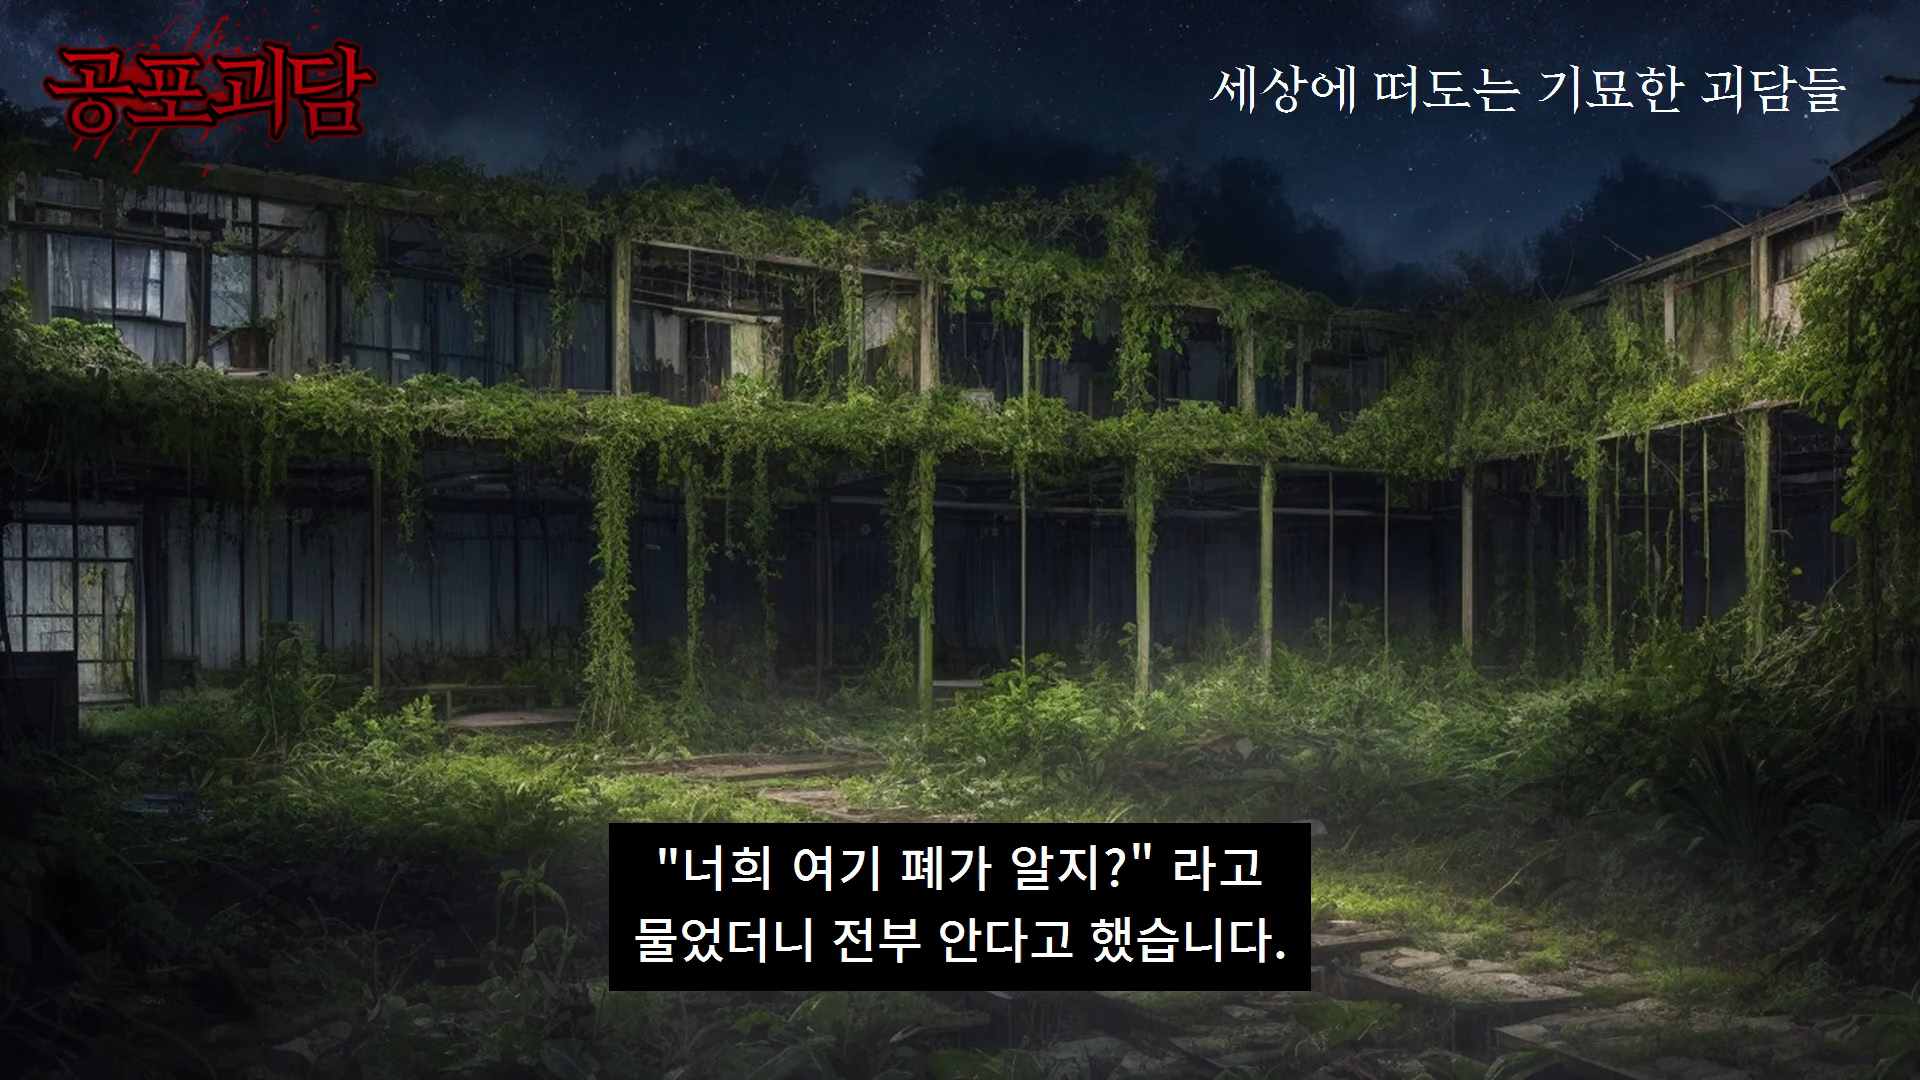 공포괴담
세상에 떠도는 기묘한 괴담들
"너희 여기 폐가 알지?" 라고
물었더니 전부 안다고 했습니다.